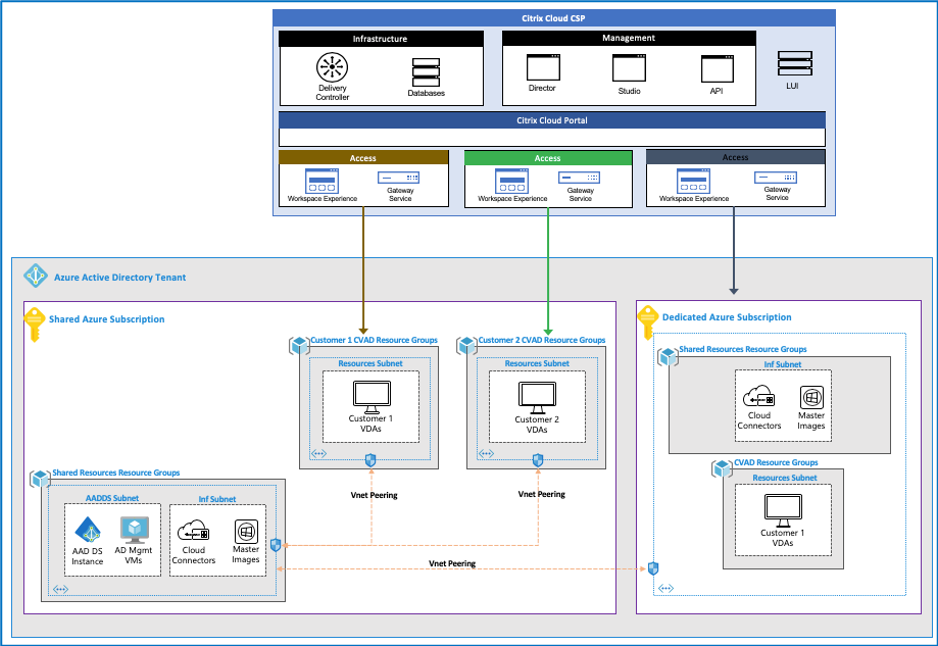 Citrix Cloud CSP
Infrastructure
Delivery
Controller
Databases
Management
Director
Studio
API
LUI
Citrix Cloud Portal
Access
Workspace Experience
Gateway
Service
Access
Workspace Experience
Gateway
Service
Access
Workspace Experience
Gateway
Service
Azure Active Directory Tenant
Shared Azure Subscription
Customer 1 CVAD Resource Groups
Resources Subnet
Customer 1
VDAs
Customer 2 CVAD Resource Groups
Resources Subnet
Customer 2
VDAs
Shared Resources Resource Groups
AADDS Subnet
AAD DS
Instance
AD Mgmt
VMs
Inf Subnet
Cloud
Connectors
Master
Images
Vnet Peering
Vnet Peering
Vnet Peering
Dedicated Azure Subscription
Shared Resources Resource Groups
Inf Subnet
Cloud
Connectors
Master
Images
CVAD Resource Groups
Resources Subnet
Customer 1
VDAs